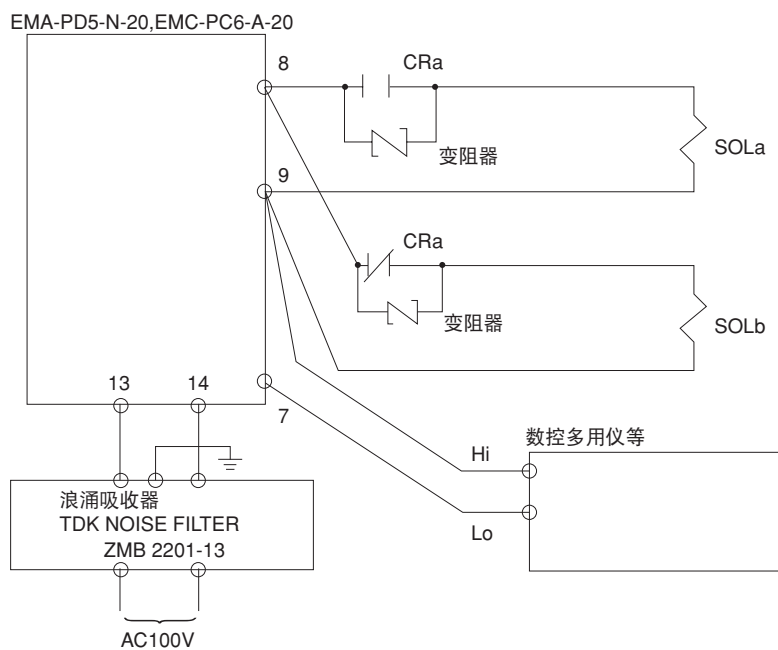 EMA-PD5-N-20,EMC-PC6-A-20
8
CRa
变阻器
SOLa
9
CRa
变阻器
SOLb
13
14
7
数控多用仪等
Hi
Lo
浪涌吸收器
TDK NOISE FILTER
ZMB 2201-13
AC100V